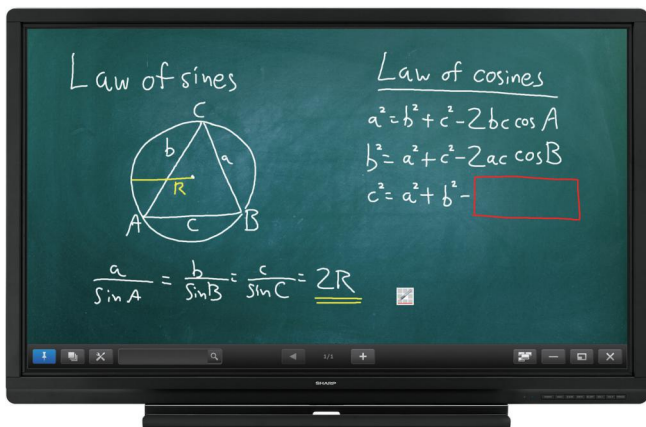 Law of sines
C
b
a
R
A
c
B
a/sin A = b/sin B = c/sin C = 2R
Law of cosines
a² = b² + c² - 2bc cos A
b² = a² + c² - 2ac cos B
c² = a² + b² -
1/1
SHARP